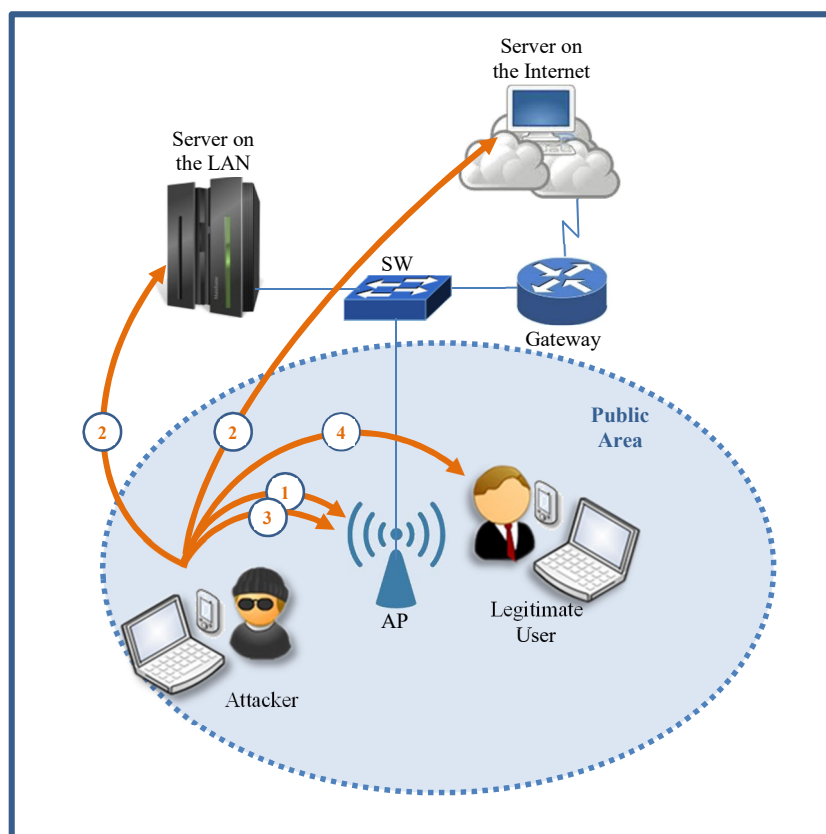 Server on
the Internet
Server on
the LAN
SW
Gateway
Public
Area
2
2
4
1
3
AP
Legitimate
User
Attacker